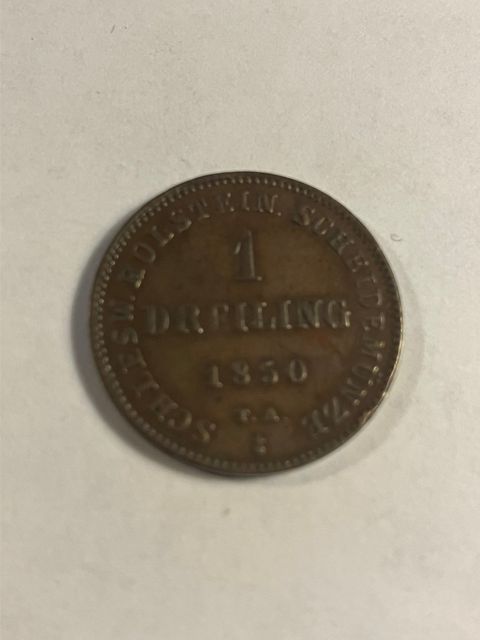 SCHLESW. HOLSTEIN. SCHEIDEMÜNZE
1
DREILING
1850